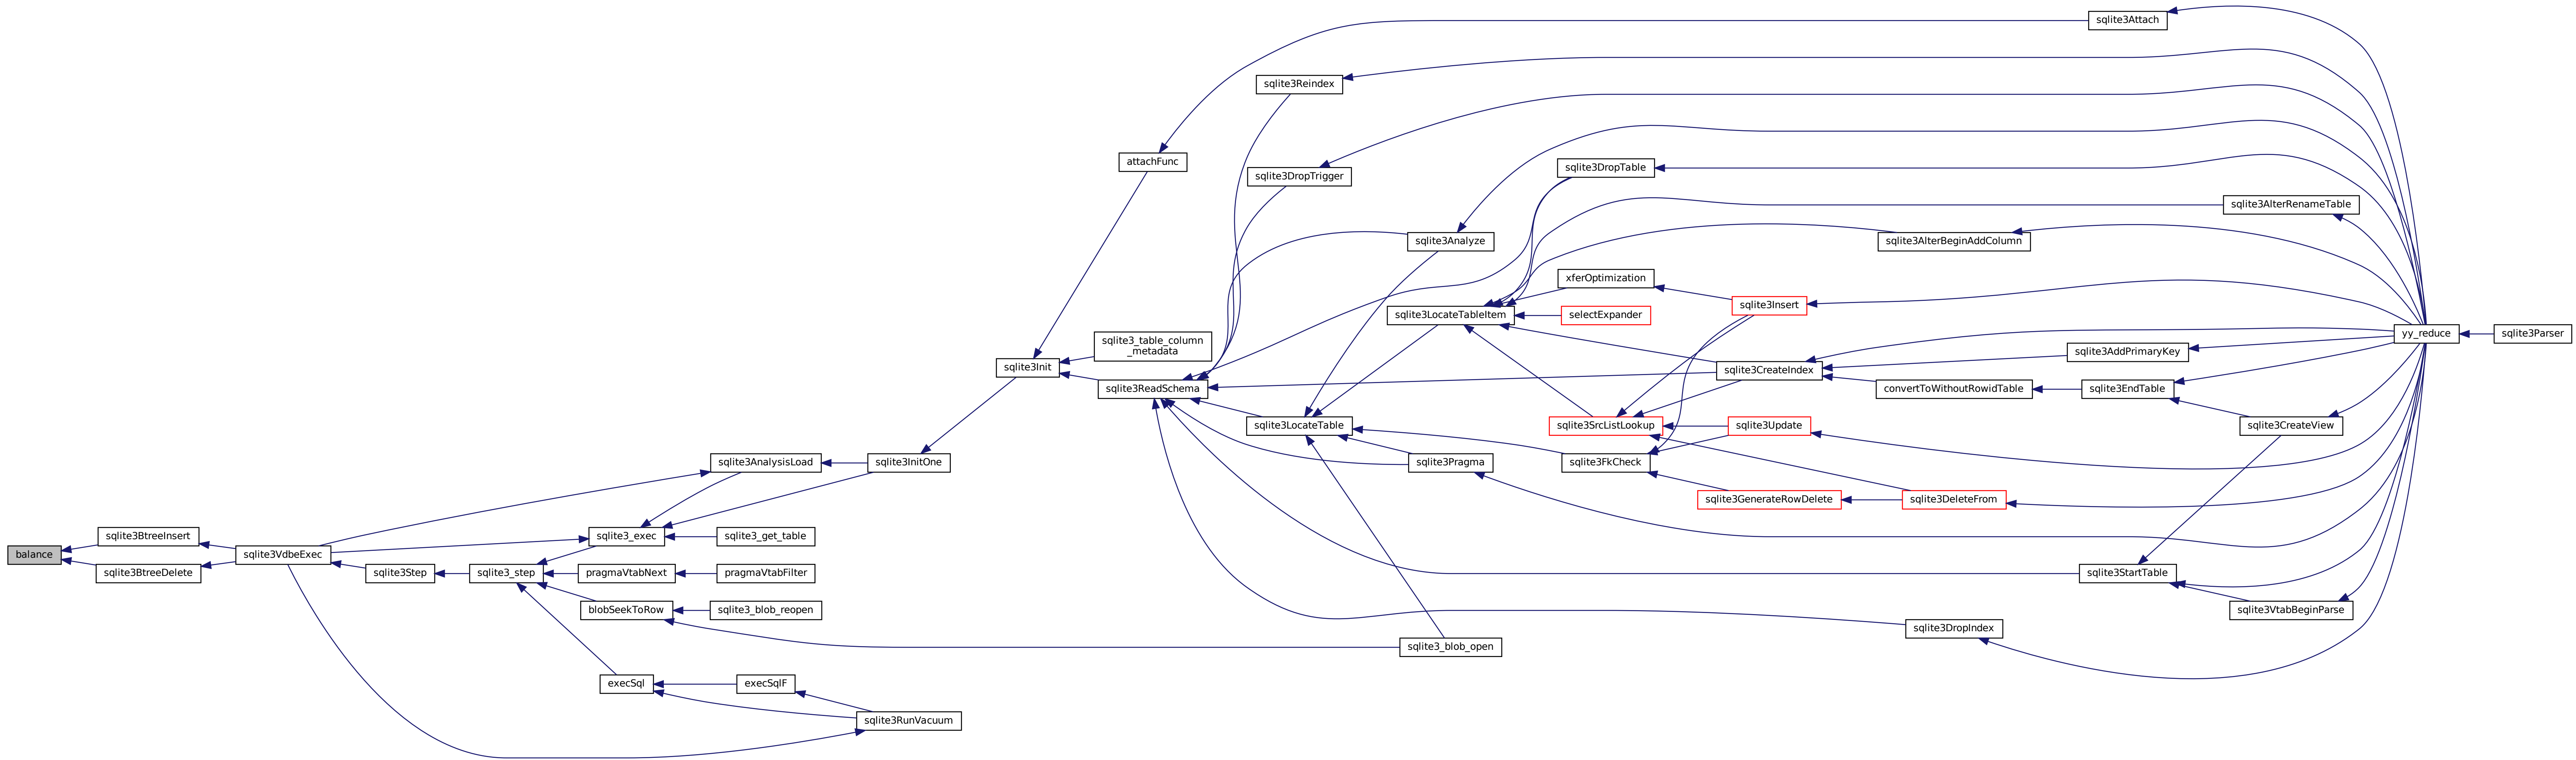 balance
sqlite3BtreeInsert
sqlite3BtreeDelete
sqlite3VdbeExec
sqlite3Step
sqlite3_step
sqlite3_exec
pragmaVtabNext
blobSeekToRow
execSql
sqlite3AnalysisLoad
sqlite3_get_table
pragmaVtabFilter
sqlite3_blob_reopen
execSqlF
sqlite3InitOne
sqlite3RunVacuum
sqlite3Init
attachFunc
sqlite3_table_column
_metadata
sqlite3ReadSchema
sqlite3Reindex
sqlite3DropTrigger
sqlite3LocateTable
sqlite3Analyze
sqlite3LocateTableItem
sqlite3Pragma
sqlite3_blob_open
sqlite3DropTable
xferOptimization
selectExpander
sqlite3SrcListLookup
sqlite3FkCheck
sqlite3Insert
sqlite3CreateIndex
sqlite3Update
sqlite3GenerateRowDelete
sqlite3AlterBeginAddColumn
convertToWithoutRowidTable
sqlite3DeleteFrom
sqlite3DropIndex
sqlite3Attach
sqlite3AddPrimaryKey
sqlite3EndTable
sqlite3StartTable
sqlite3AlterRenameTable
sqlite3CreateView
sqlite3VtabBeginParse
yy_reduce
sqlite3Parser